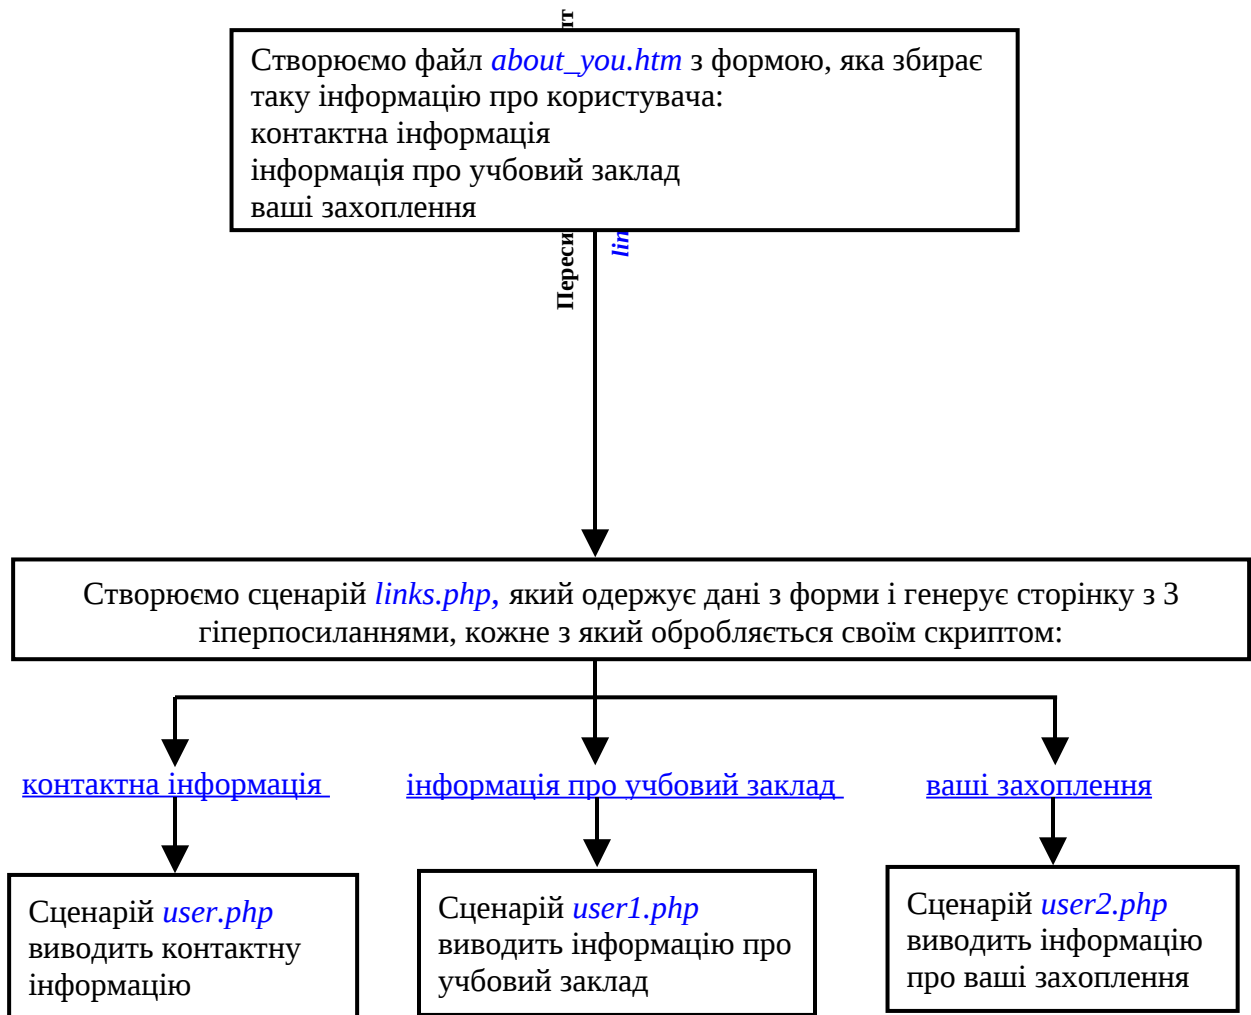 Створюємо файл about_you.htm з формою, яка збирає
таку інформацію про користувача:
контактна інформація
інформація про учбовий заклад
ваші захоплення
Створюємо сценарій links.php, який одержує дані з форми і генерує сторінку з 3
гіперпосиланнями, кожне з який обробляється своїм скриптом:
контактна інформація
інформація про учбовий заклад
ваші захоплення
Сценарій user.php
виводить контактну
інформацію
Сценарій user1.php
виводить інформацію про
учбовий заклад
Сценарій user2.php
виводить інформацію
про ваші захоплення